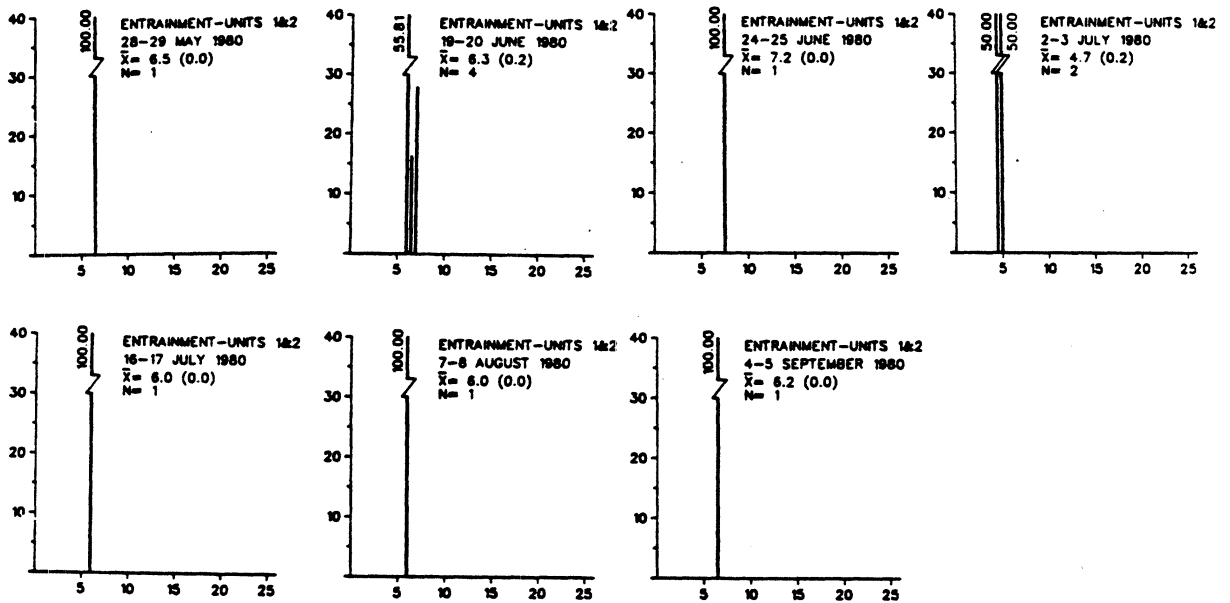 40
30
20
10
5 10 15 20 25
100.00
ENTRAINMENT-UNITS 1&2
28-29 MAY 1980
X̄= 6.5 (0.0)
N= 1
40
30
20
10
5 10 15 20 25
55.81
ENTRAINMENT-UNITS 1&2
19-20 JUNE 1980
X̄= 6.3 (0.2)
N= 4
40
30
20
10
5 10 15 20 25
100.00
ENTRAINMENT-UNITS 1&2
24-25 JUNE 1980
X̄= 7.2 (0.0)
N= 1
40
30
20
10
5 10 15 20 25
50.00
50.00
ENTRAINMENT-UNITS 1&2
2-3 JULY 1980
X̄= 4.7 (0.2)
N= 2
40
30
20
10
5 10 15 20 25
100.00
ENTRAINMENT-UNITS 1&2
16-17 JULY 1980
X̄= 6.0 (0.0)
N= 1
40
30
20
10
5 10 15 20 25
100.00
ENTRAINMENT-UNITS 1&2
7-8 AUGUST 1980
X̄= 6.0 (0.0)
N= 1
40
30
20
10
5 10 15 20 25
100.00
ENTRAINMENT-UNITS 1&2
4-5 SEPTEMBER 1980
X̄= 6.2 (0.0)
N= 1